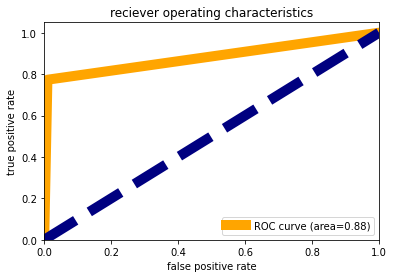 reciever operating characteristics
true positive rate
1.0
0.8
0.6
0.4
0.2
0.0
ROC curve (area=0.88)
0.0 0.2 0.4 0.6 0.8 1.0
false positive rate